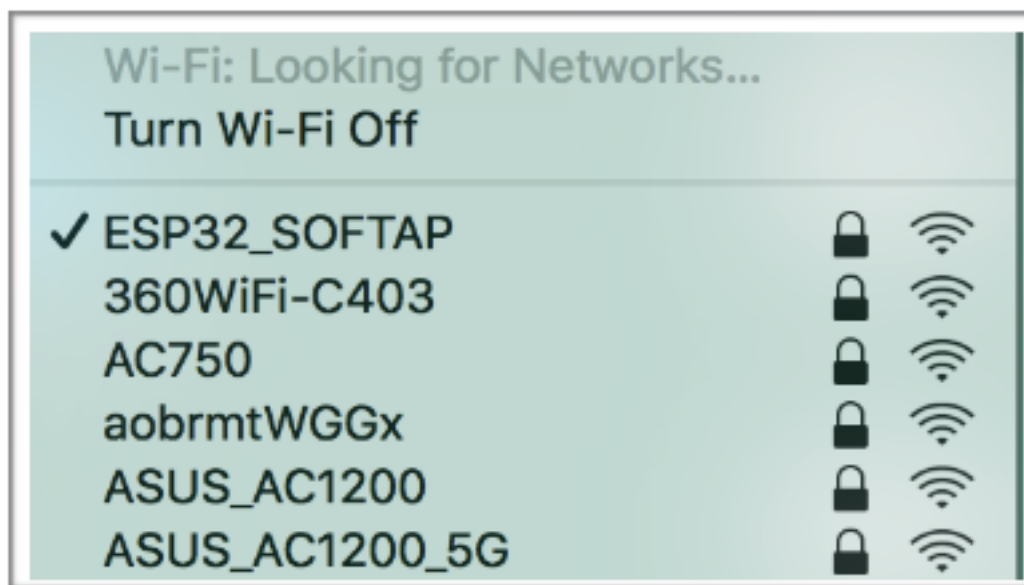 Wi-Fi: Looking for Networks...
Turn Wi-Fi Off
ESP32_SOFTAP
360WiFi-C403
AC750
aobrmtWGGx
ASUS_AC1200
ASUS_AC1200_5G